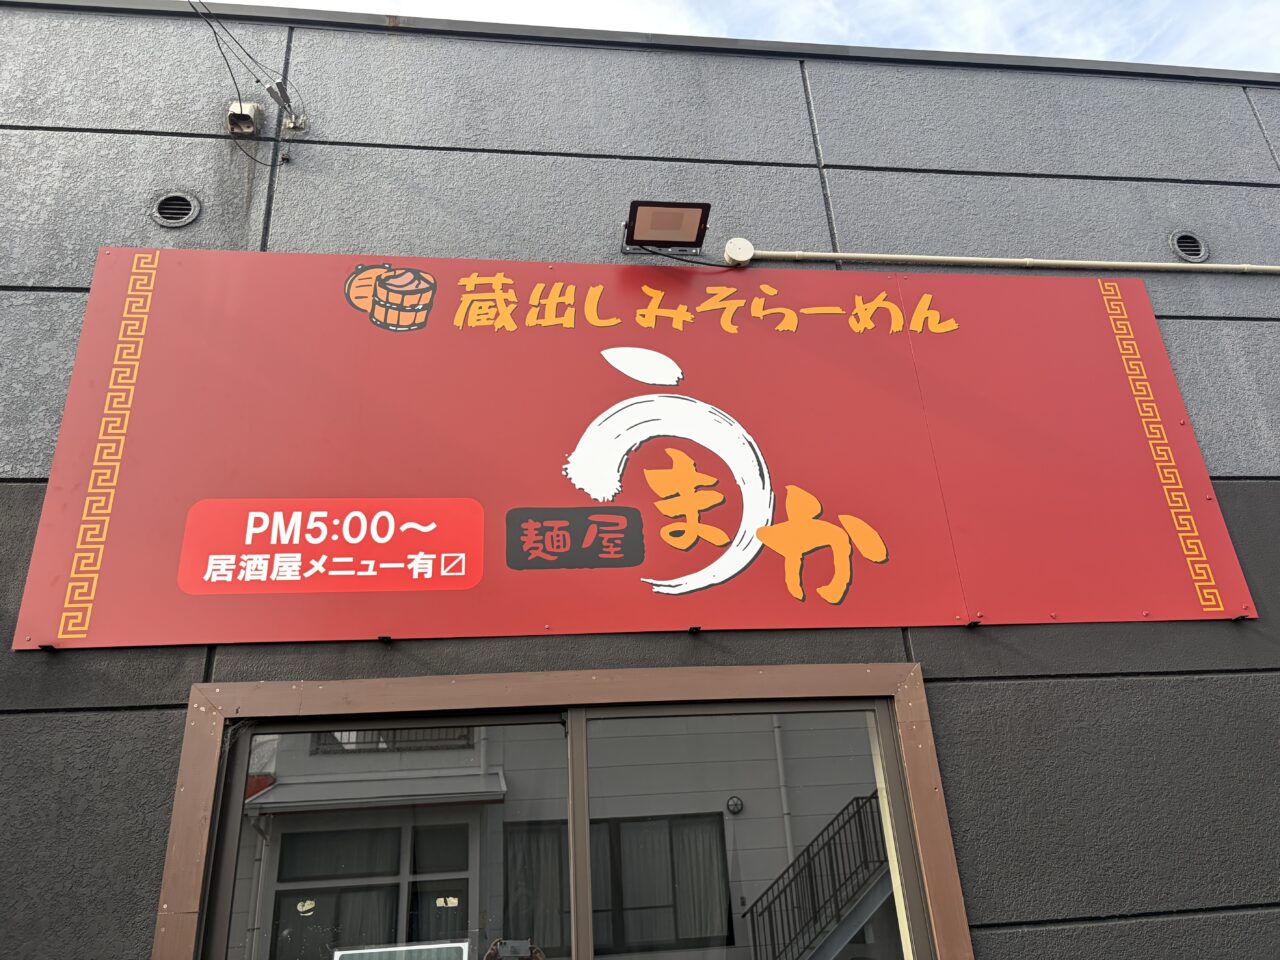 蔵出しみそらーめん
麺屋 うまか
PM5:00～
居酒屋メニュー有〼